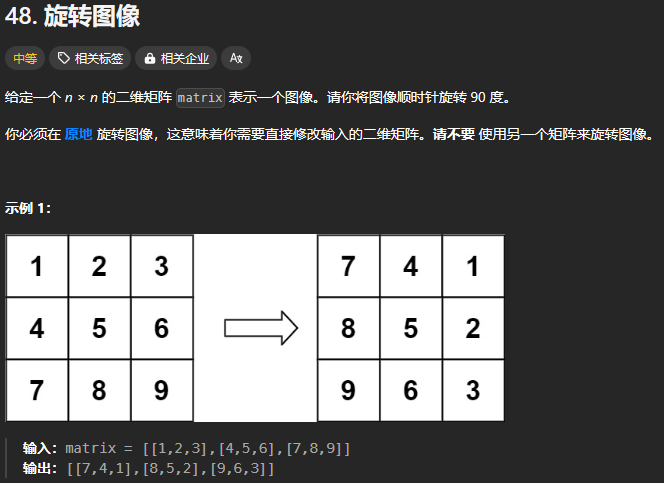 48. 旋转图像
中等 相关标签 相关企业 Aあ
给定一个 n × n 的二维矩阵 matrix 表示一个图像。请你将图像顺时针旋转 90 度。
你必须在 原地 旋转图像，这意味着你需要直接修改输入的二维矩阵。请不要 使用另一个矩阵来旋转图像。
示例 1：
1 2 3 7 4 1
4 5 6 8 5 2
7 8 9 9 6 3
输入：matrix = [[1,2,3],[4,5,6],[7,8,9]]
输出：[[7,4,1],[8,5,2],[9,6,3]]